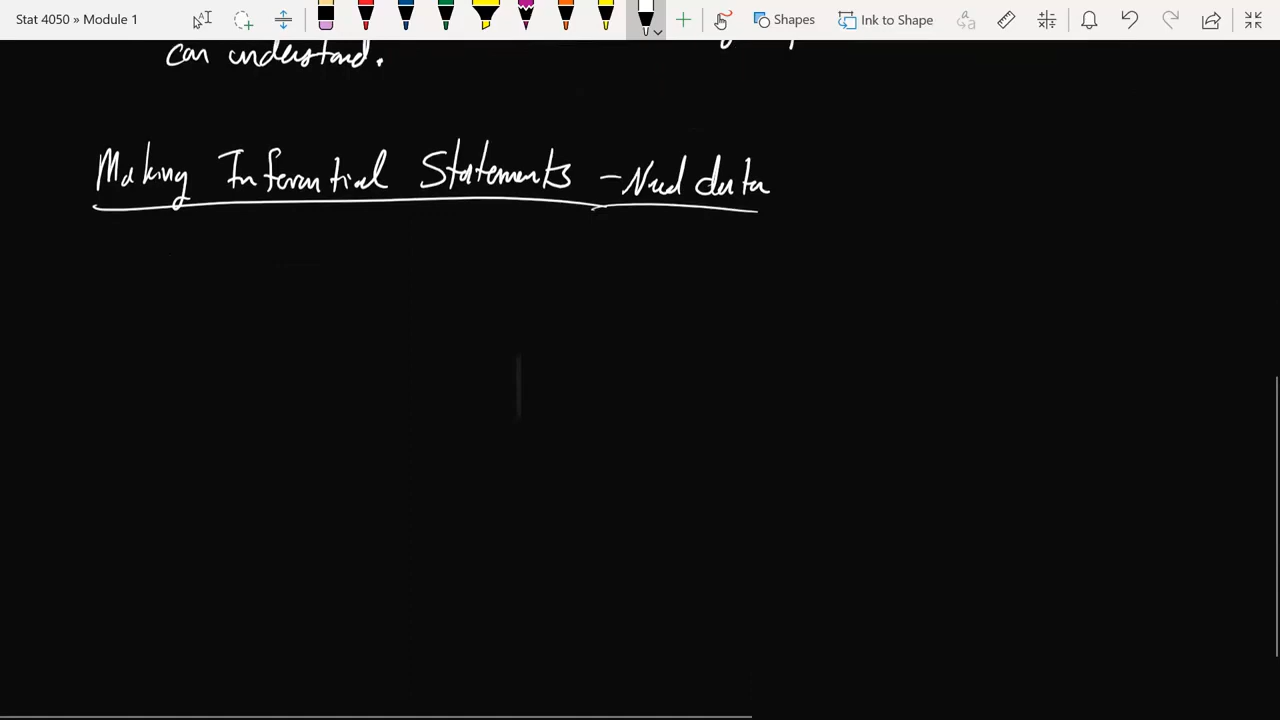 Stat 4050 » Module 1
Shapes
Ink to Shape
can understand.
Making Inferential Statements - Need data